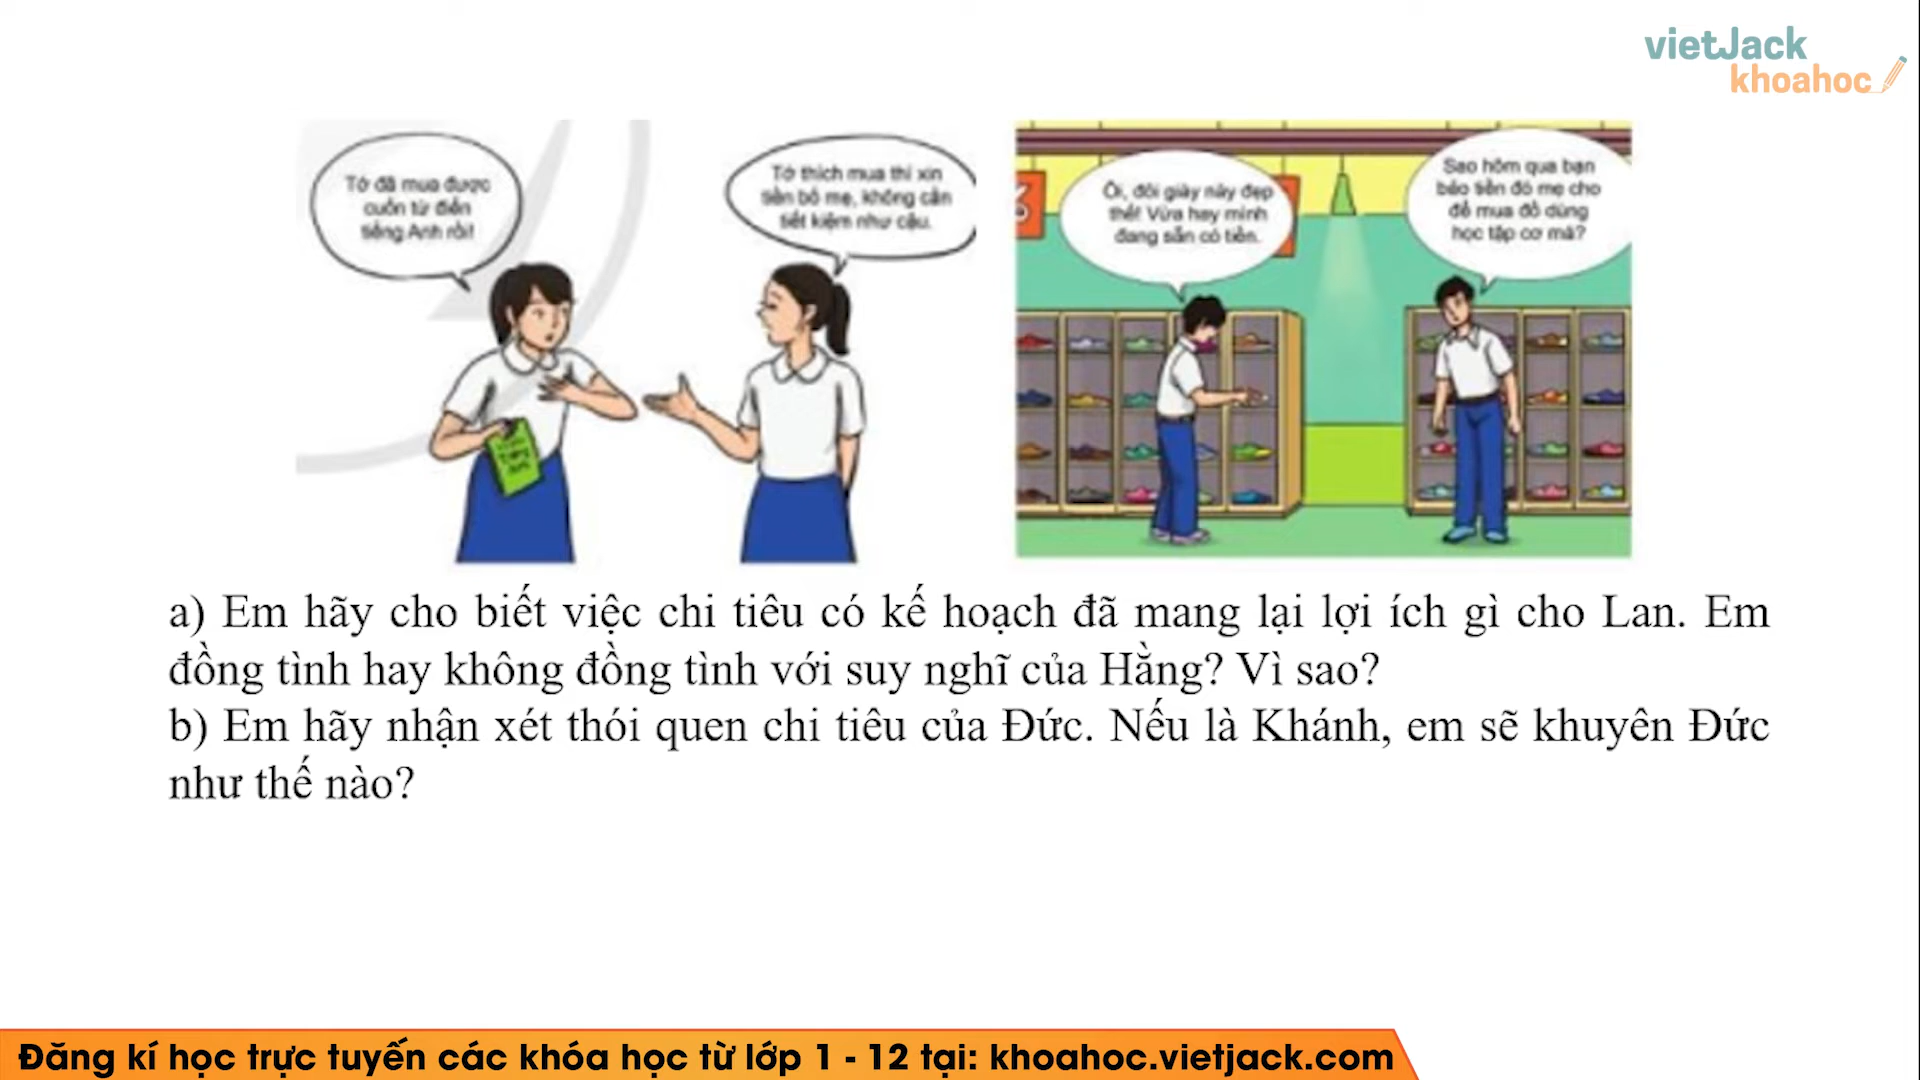 vietJack
khoahoc
Tớ đã mua được
cuốn từ điển
tiếng Anh rồi!
Tớ thích mua thì xin
tiền bố mẹ, không cần
tiết kiệm như cậu.
Ôi, đôi giày này đẹp
thế! Vừa hay mình
đang sẵn có tiền.
Sao hôm qua bạn
bảo tiền đó mẹ cho
để mua đồ dùng
học tập cơ mà?
a) Em hãy cho biết việc chi tiêu có kế hoạch đã mang lại lợi ích gì cho Lan. Em
đồng tình hay không đồng tình với suy nghĩ của Hằng? Vì sao?
b) Em hãy nhận xét thói quen chi tiêu của Đức. Nếu là Khánh, em sẽ khuyên Đức
như thế nào?
Đăng kí học trực tuyến các khóa học từ lớp 1 - 12 tại: khoahoc.vietjack.com